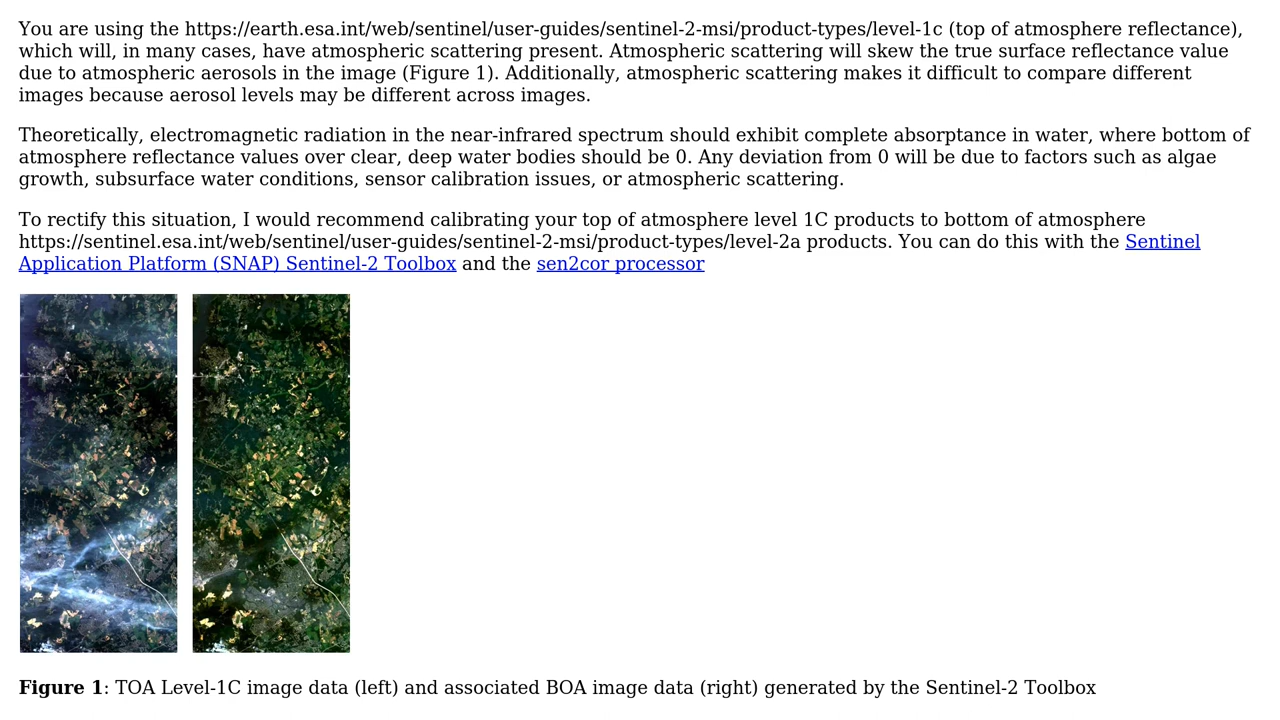 You are using the https://earth.esa.int/web/sentinel/user-guides/sentinel-2-msi/product-types/level-1c (top of atmosphere reflectance),
which will, in many cases, have atmospheric scattering present. Atmospheric scattering will skew the true surface reflectance value
due to atmospheric aerosols in the image (Figure 1). Additionally, atmospheric scattering makes it difficult to compare different
images because aerosol levels may be different across images.
Theoretically, electromagnetic radiation in the near-infrared spectrum should exhibit complete absorptance in water, where bottom of
atmosphere reflectance values over clear, deep water bodies should be 0. Any deviation from 0 will be due to factors such as algae
growth, subsurface water conditions, sensor calibration issues, or atmospheric scattering.
To rectify this situation, I would recommend calibrating your top of atmosphere level 1C products to bottom of atmosphere
https://sentinel.esa.int/web/sentinel/user-guides/sentinel-2-msi/product-types/level-2a products. You can do this with the Sentinel
Application Platform (SNAP) Sentinel-2 Toolbox and the sen2cor processor
Figure 1: TOA Level-1C image data (left) and associated BOA image data (right) generated by the Sentinel-2 Toolbox